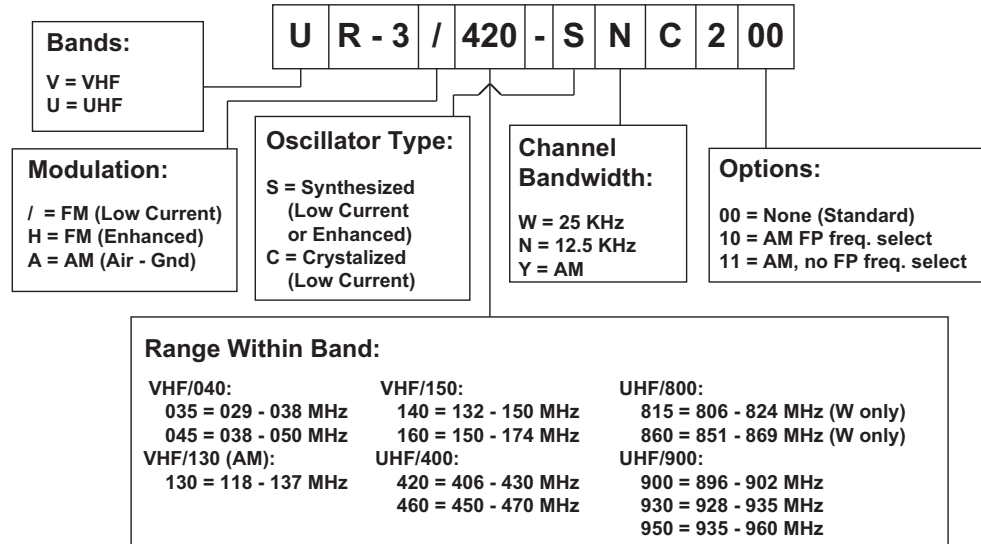 U R - 3 / 420 - S N C 2 00
Bands:
V = VHF
U = UHF
Modulation:
/ = FM (Low Current)
H = FM (Enhanced)
A = AM (Air - Gnd)
Oscillator Type:
S = Synthesized
(Low Current
or Enhanced)
C = Crystalized
(Low Current)
Channel
Bandwidth:
W = 25 KHz
N = 12.5 KHz
Y = AM
Options:
00 = None (Standard)
10 = AM FP freq. select
11 = AM, no FP freq. select
Range Within Band:
VHF/040:
035 = 029 - 038 MHz
045 = 038 - 050 MHz
VHF/130 (AM):
130 = 118 - 137 MHz
VHF/150:
140 = 132 - 150 MHz
160 = 150 - 174 MHz
UHF/400:
420 = 406 - 430 MHz
460 = 450 - 470 MHz
UHF/800:
815 = 806 - 824 MHz (W only)
860 = 851 - 869 MHz (W only)
UHF/900:
900 = 896 - 902 MHz
930 = 928 - 935 MHz
950 = 935 - 960 MHz